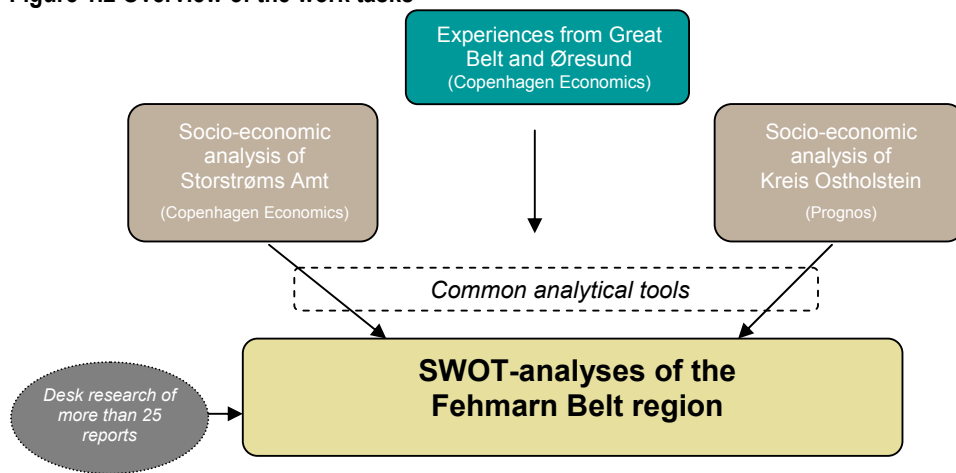 Figure 1.2 Overview of the work tasks
Experiences from Great
Belt and Øresund
(Copenhagen Economics)
Socio-economic
analysis of
Storstrøms Amt
(Copenhagen Economics)
Socio-economic
analysis of
Kreis Ostholstein
(Prognos)
Common analytical tools
SWOT-analyses of the
Fehmarn Belt region
Desk research of
more than 25
reports